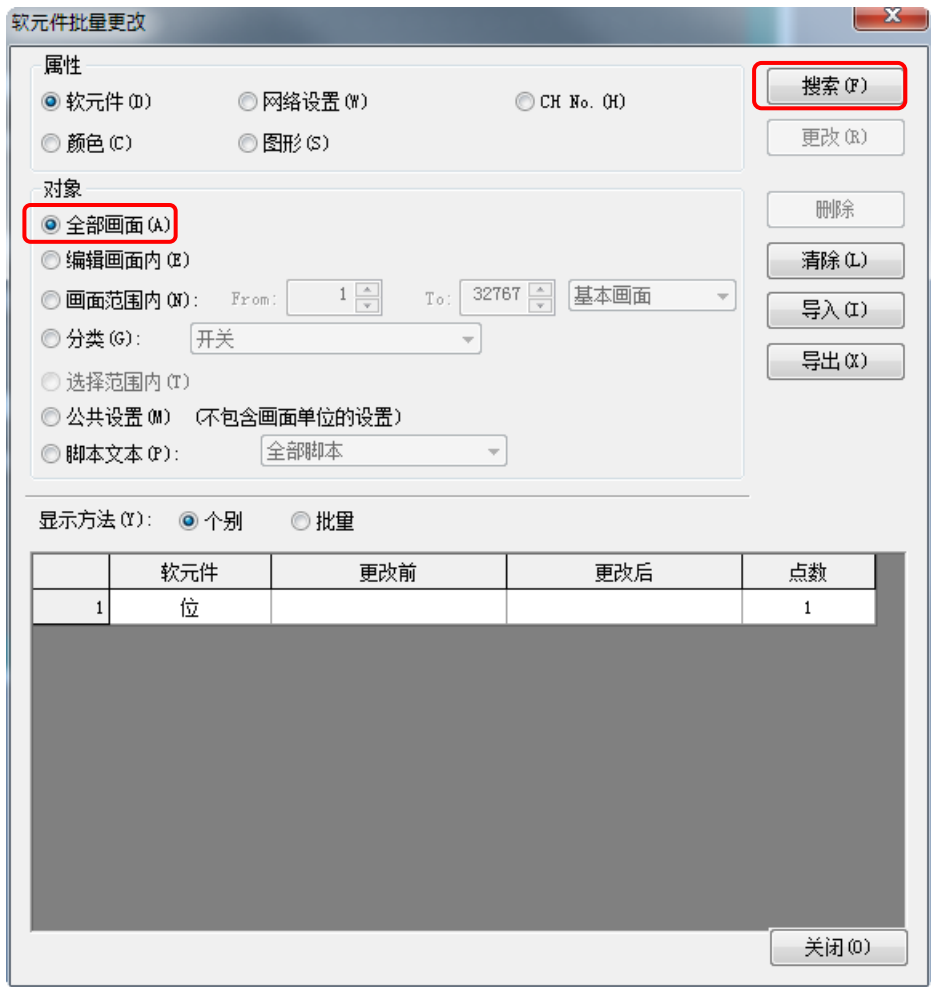 软元件批量更改
属性
软元件(D) 网络设置(W) CH No. (H)
颜色(C) 图形(S)
搜索(F)
更改(R)
对象
全部画面(A)
编辑画面内(E)
画面范围内(N): From: 1 To: 32767 基本画面
分类(G): 开关
选择范围内(T)
公共设置(M) (不包含画面单位的设置)
脚本文本(P): 全部脚本
删除
清除(L)
导入(I)
导出(X)
显示方法(Y): 个别 批量
软元件 更改前 更改后 点数
1 位 1
关闭(O)